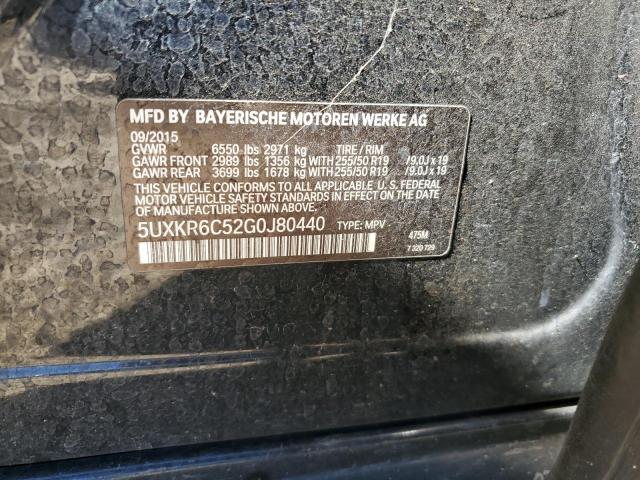 MFD BY BAYERISCHE MOTOREN WERKE AG
09/2015
GVWR 6550 lbs 2971 kg TIRE / RIM
GAWR FRONT 2989 lbs 1356 kg WITH 255/50 R19 /9.0J x 19
GAWR REAR 3699 lbs 1678 kg WITH 255/50 R19 /9.0J x 19
THIS VEHICLE CONFORMS TO ALL APPLICABLE U. S. FEDERAL
MOTOR VEHICLE SAFETY STANDARDS IN EFFECT ON THE
DATE OF MANUFACTURE SHOWN ABOVE.
5UXKR6C52G0J80440 TYPE: MPV 475M
7 320 729